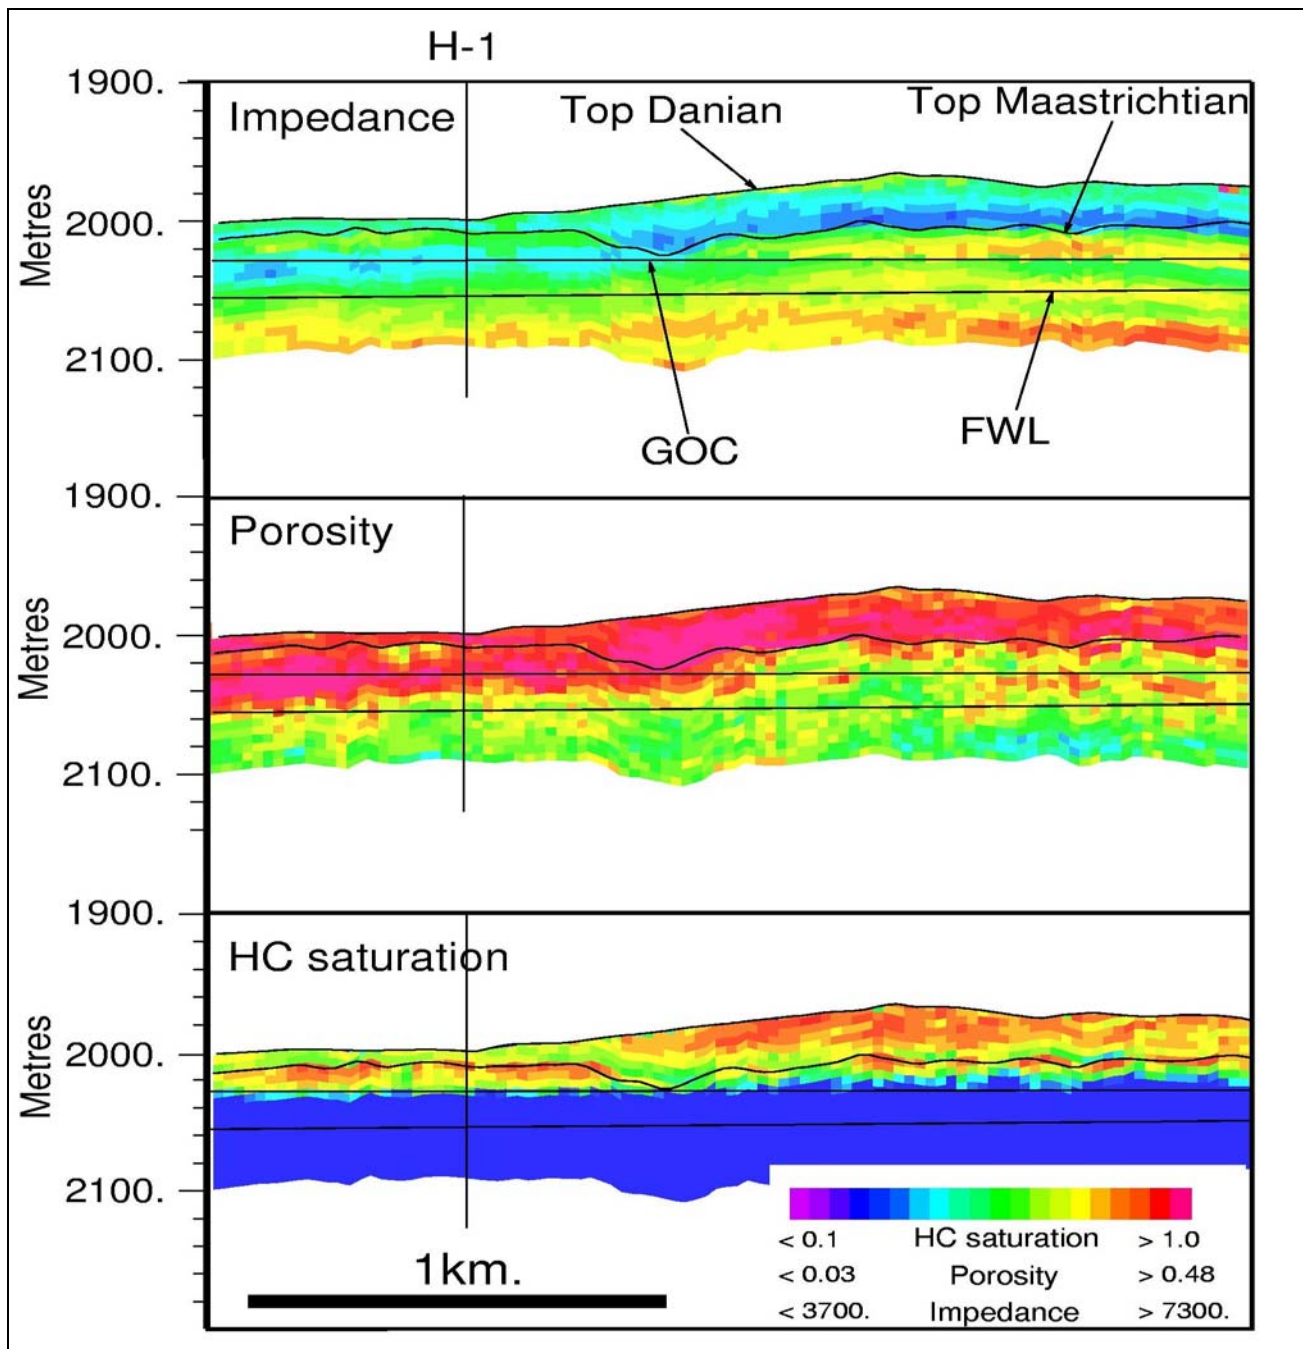 H-1
1900.
Impedance
Top Danian
Top Maastrichtian
Metres
2000.
2100.
GOC
FWL
1900.
Porosity
Metres
2000.
2100.
1900.
HC saturation
Metres
2000.
2100.
< 0.1 HC saturation > 1.0
< 0.03 Porosity > 0.48
< 3700. Impedance > 7300.
1km.